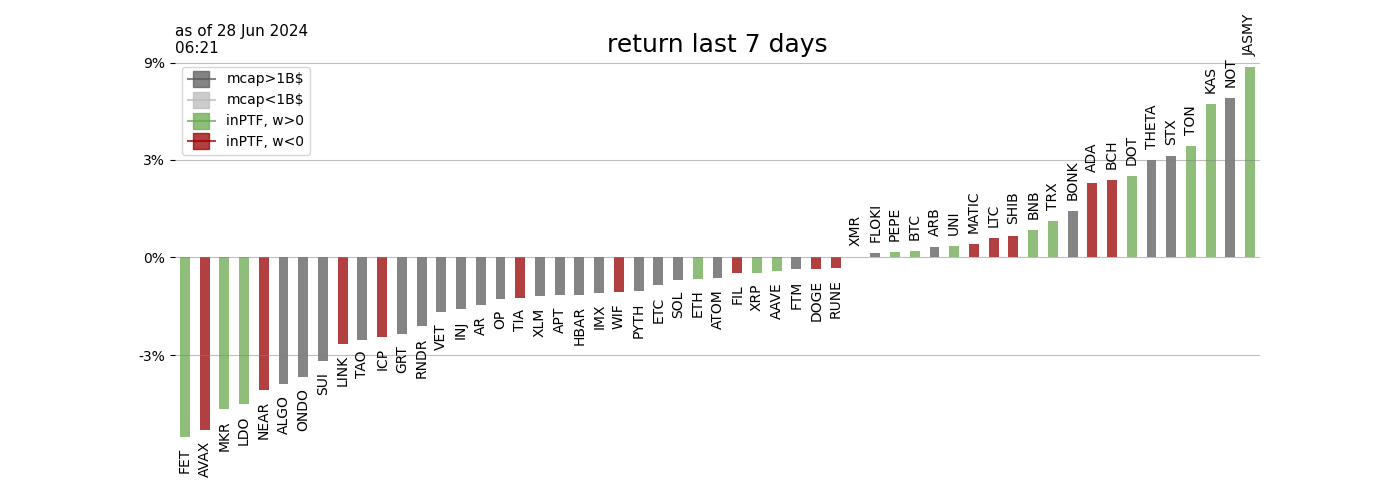 as of 28 Jun 2024
06:21
return last 7 days
mcap>1B$
mcap<1B$
inPTF, w>0
inPTF, w<0
9%
3%
0%
-3%
FET
AVAX
MKR
LDO
NEAR
ALGO
ONDO
SUI
LINK
TAO
ICP
GRT
RNDR
VET
INJ
AR
OP
TIA
XLM
APT
HBAR
IMX
WIF
PYTH
ETC
SOL
ETH
ATOM
FIL
XRP
AAVE
FTM
DOGE
RUNE
XMR
FLOKI
PEPE
BTC
ARB
UNI
MATIC
LTC
SHIB
BNB
TRX
BONK
ADA
BCH
DOT
THETA
STX
TON
KAS
NOT
JASMY